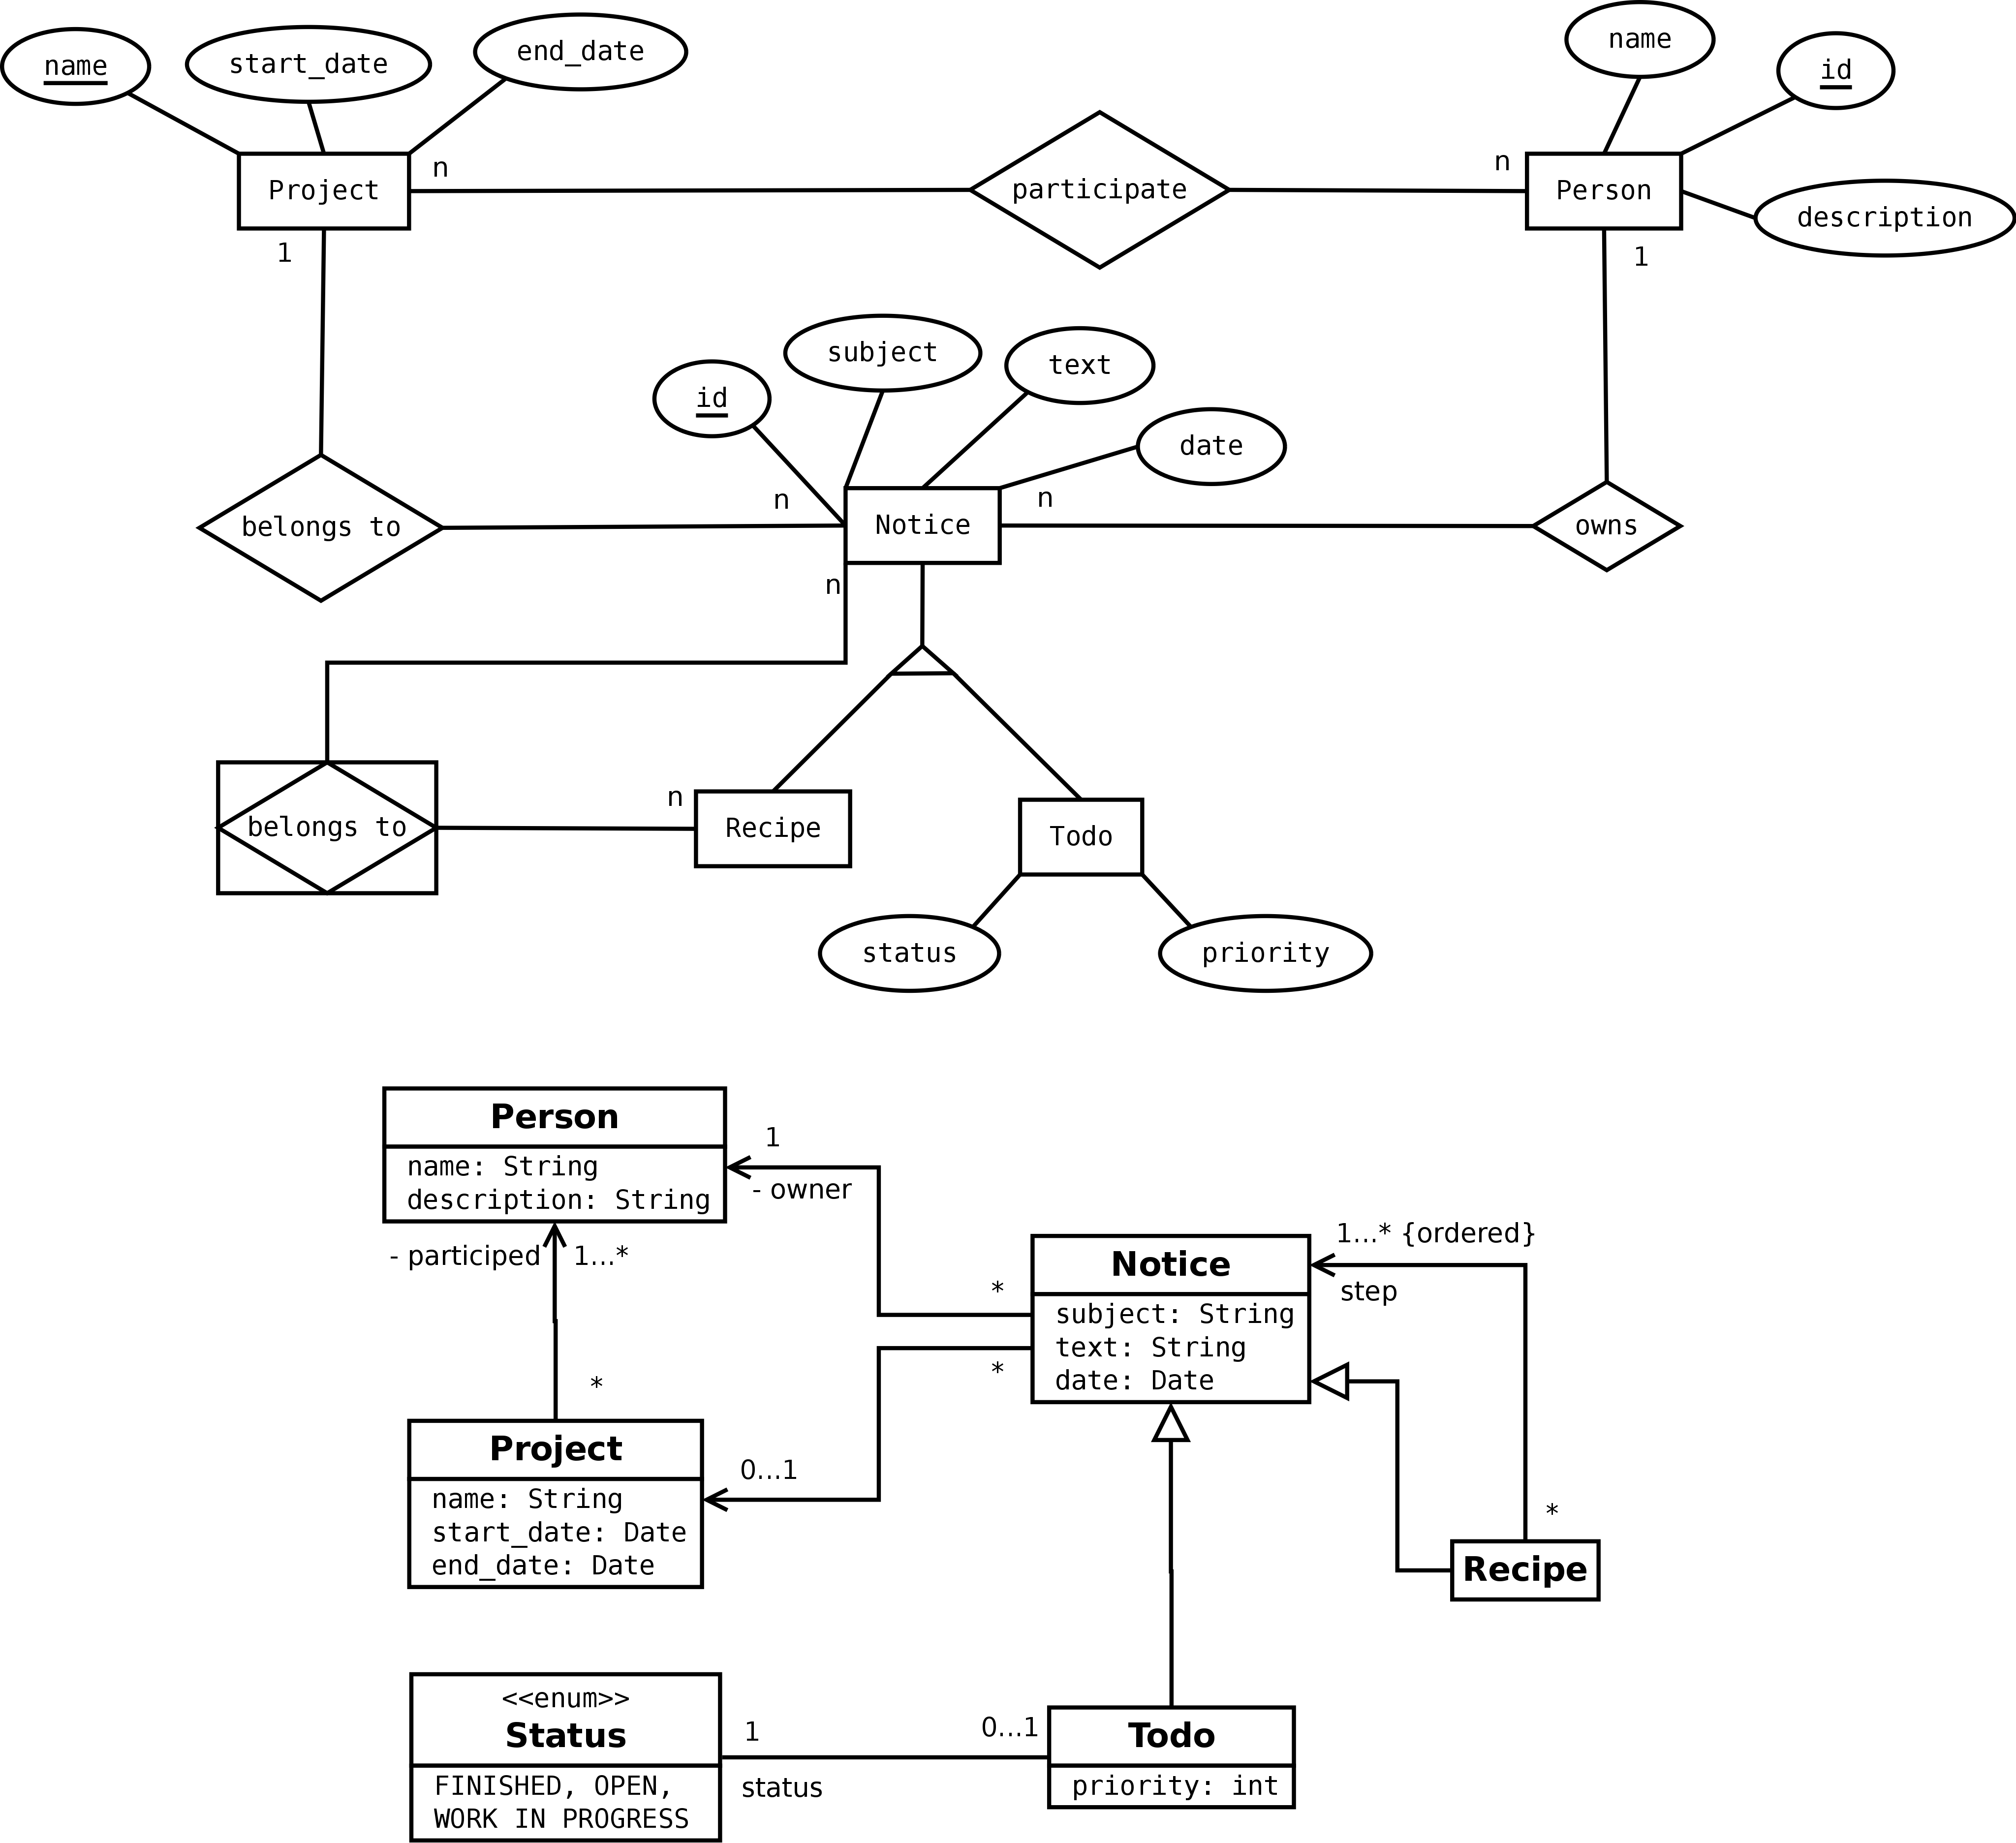 name
start_date
end_date
name
id
Project
n
participate
n
Person
description
1
1
id
subject
text
date
belongs to
n
Notice
n
owns
n
belongs to
n
Recipe
Todo
status
priority
Person
name: String
description: String
1
- owner
- participed
1...*
*
Project
name: String
start_date: Date
end_date: Date
0...1
*
*
Notice
subject: String
text: String
date: Date
1...* {ordered}
step
*
Recipe
<<enum>>
Status
FINISHED, OPEN,
WORK IN PROGRESS
1
status
0...1
Todo
priority: int